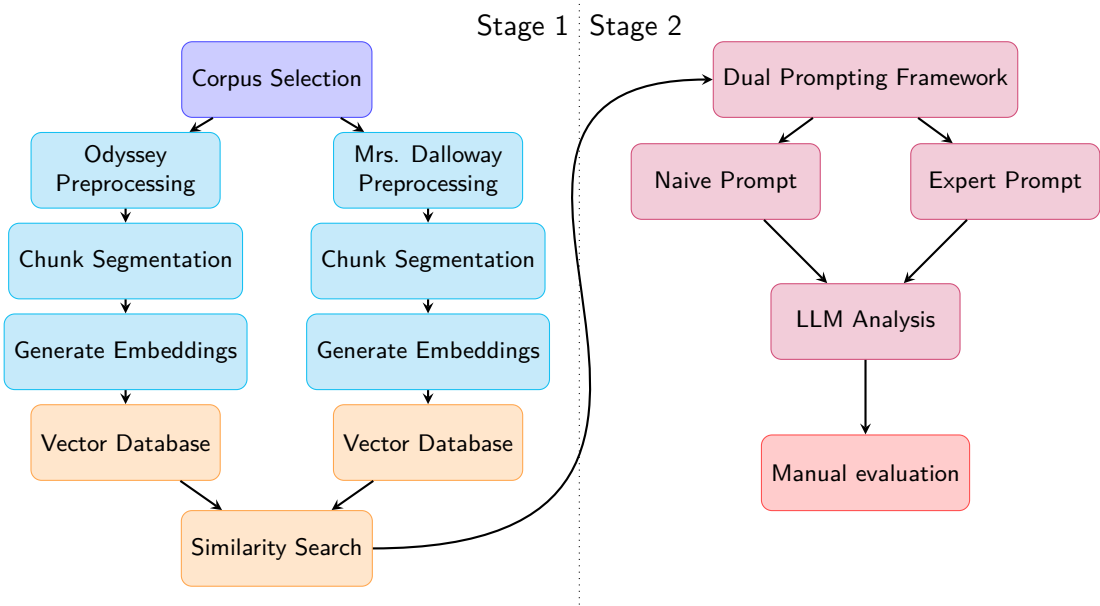 Stage 1
Stage 2
Corpus Selection
Odyssey
Preprocessing
Mrs. Dalloway
Preprocessing
Chunk Segmentation
Chunk Segmentation
Generate Embeddings
Generate Embeddings
Vector Database
Vector Database
Similarity Search
Dual Prompting Framework
Naive Prompt
Expert Prompt
LLM Analysis
Manual evaluation